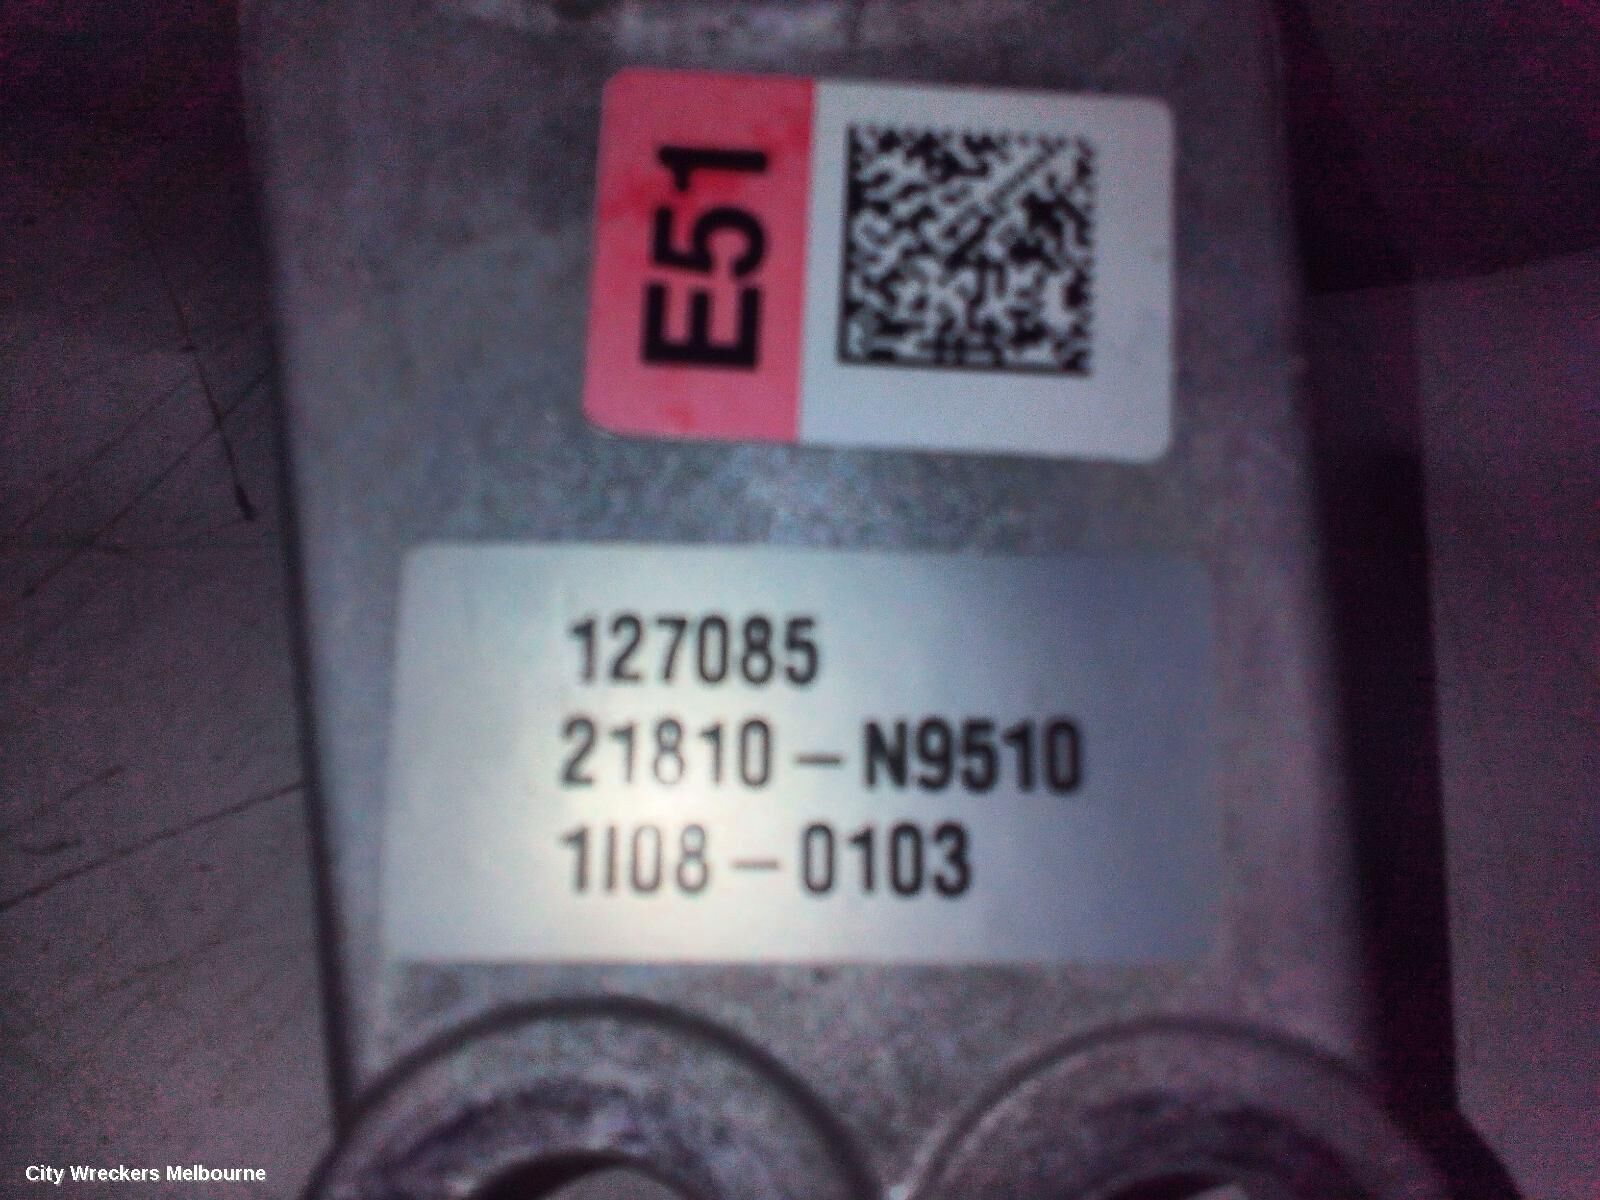 E51
127085
21810-N9510
1I08-0103
City Wreckers Melbourne